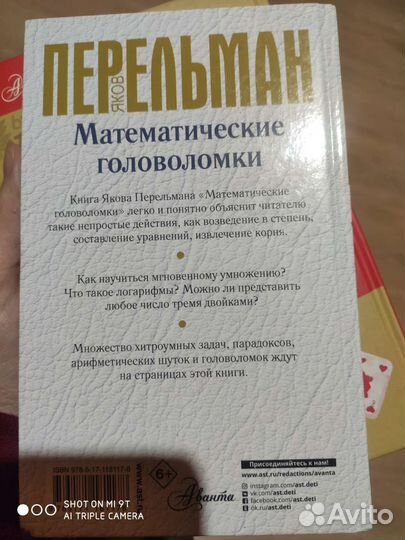 ПЕРЕЛЬМАН
ЯКОВ
Математические
головоломки
Книга Якова Перельмана «Математические
головоломки» легко и понятно объяснит читателю
такие непростые действия, как возведение в степень,
составление уравнений, извлечение корня.
Как научиться мгновенному умножению?
Что такое логарифмы? Можно ли представить
любое число тремя двойками?
Множество хитроумных задач, парадоксов,
арифметических шуток и головоломок ждут
на страницах этой книги.
Присоединяйтесь к нам!
www.ast.ru/redactions/avanta
instagram.com/ast.deti
vk.com/ast.deti
facebook.com/ast.deti
ok.ru/ast.deti
6+
Аванта
SHOT ON MI 9T
AI TRIPLE CAMERA
Avito